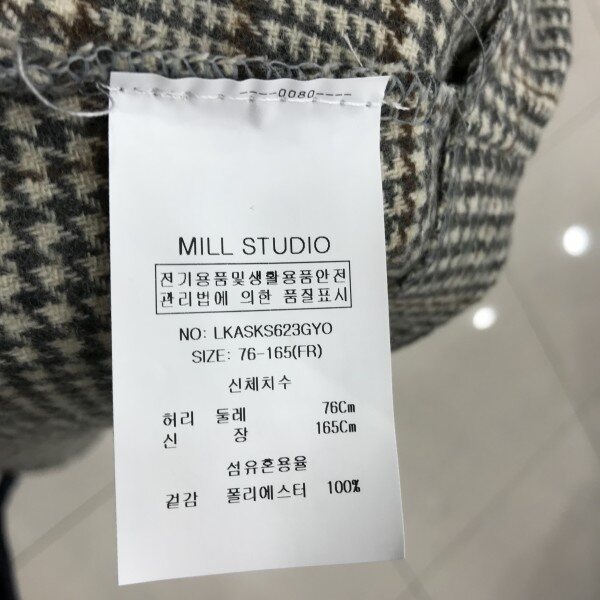 ----0080----
MILL STUDIO
전기용품및생활용품안전
관리법에 의한 품질표시
NO: LKASKS623GYO
SIZE: 76-165(FR)
신체치수
허리 둘레 76Cm
신 장 165Cm
섬유혼용율
겉감 폴리에스터 100%